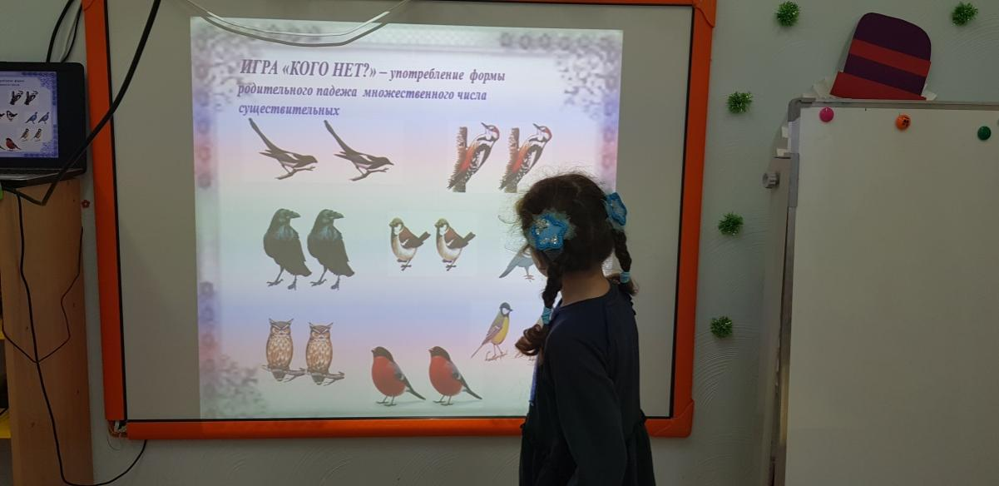 ИГРА «КОГО НЕТ?» – употребление формы
родительного падежа множественного числа
существительных